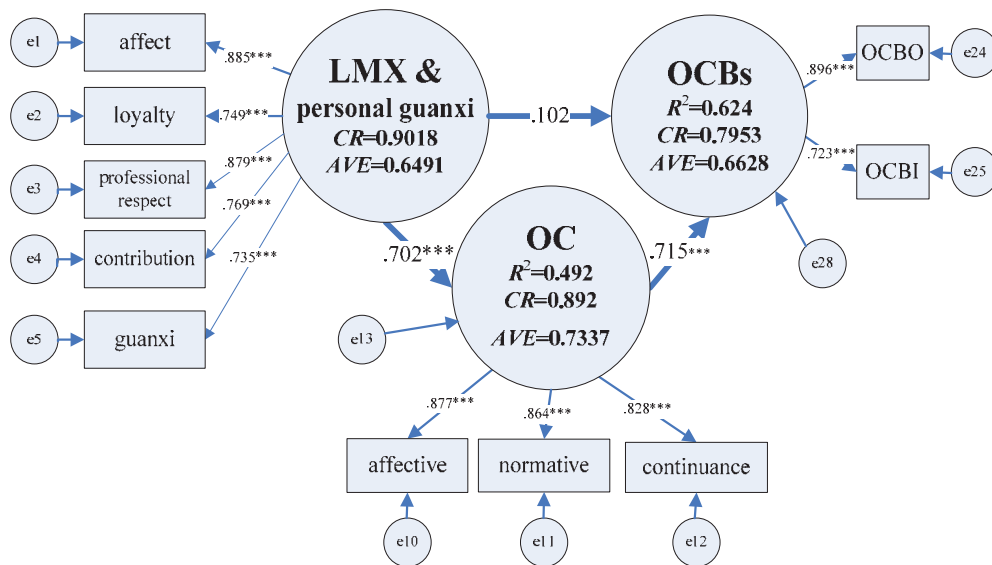 e1
affect
.885***
e2
loyalty
.749***
e3
professional
respect
.879***
e4
contribution
.769***
e5
guanxi
.735***
LMX &
personal guanxi
CR=0.9018
AVE=0.6491
.102
OCBs
R²=0.624
CR=0.7953
AVE=0.6628
.896***
OCBO
e24
.723***
OCBI
e25
e28
.702***
OC
R²=0.492
CR=0.892
AVE=0.7337
.715***
e13
.877***
.864***
.828***
affective
normative
continuance
e10
e11
e12